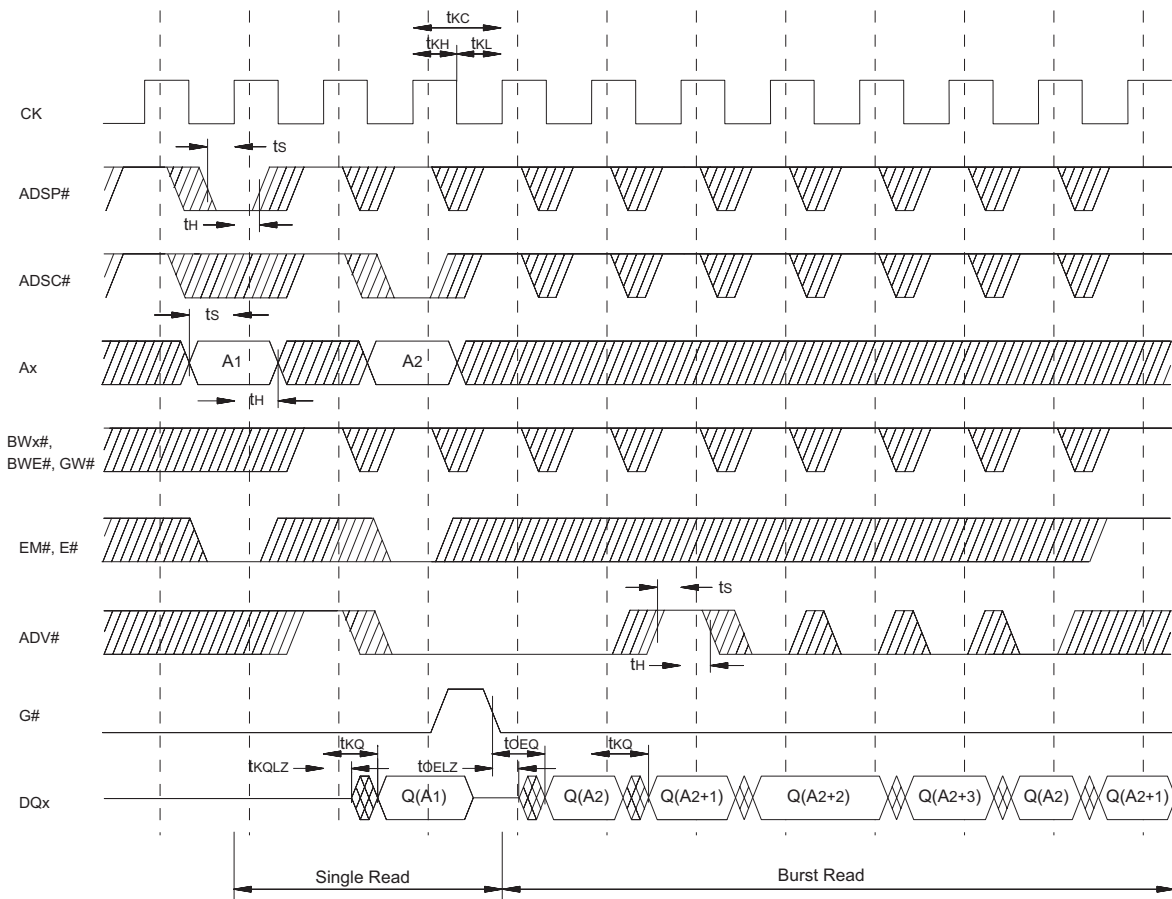 tKC
tKH tKL
CK
tS
ADSP#
tH
ADSC#
tS
Ax A1 A2
tH
BWx#,
BWE#, GW#
EM#, E#
tS
ADV#
tH
G#
tKQ tOEQ tKQ
tKQLZ tOELZ
DQx Q(A1) Q(A2) Q(A2+1) Q(A2+2) Q(A2+3) Q(A2) Q(A2+1)
Single Read Burst Read